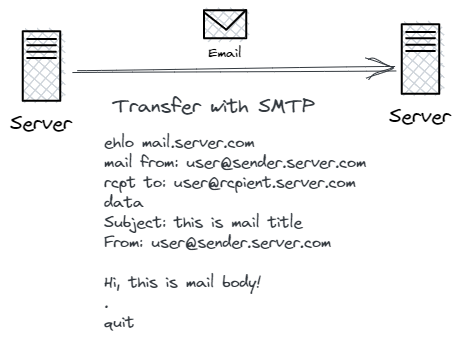 Email
Server
Server
Transfer with SMTP
ehlo mail.server.com
mail from: user@sender.server.com
rcpt to: user@rcpient.server.com
data
Subject: this is mail title
From: user@sender.server.com
Hi, this is mail body!
.
quit